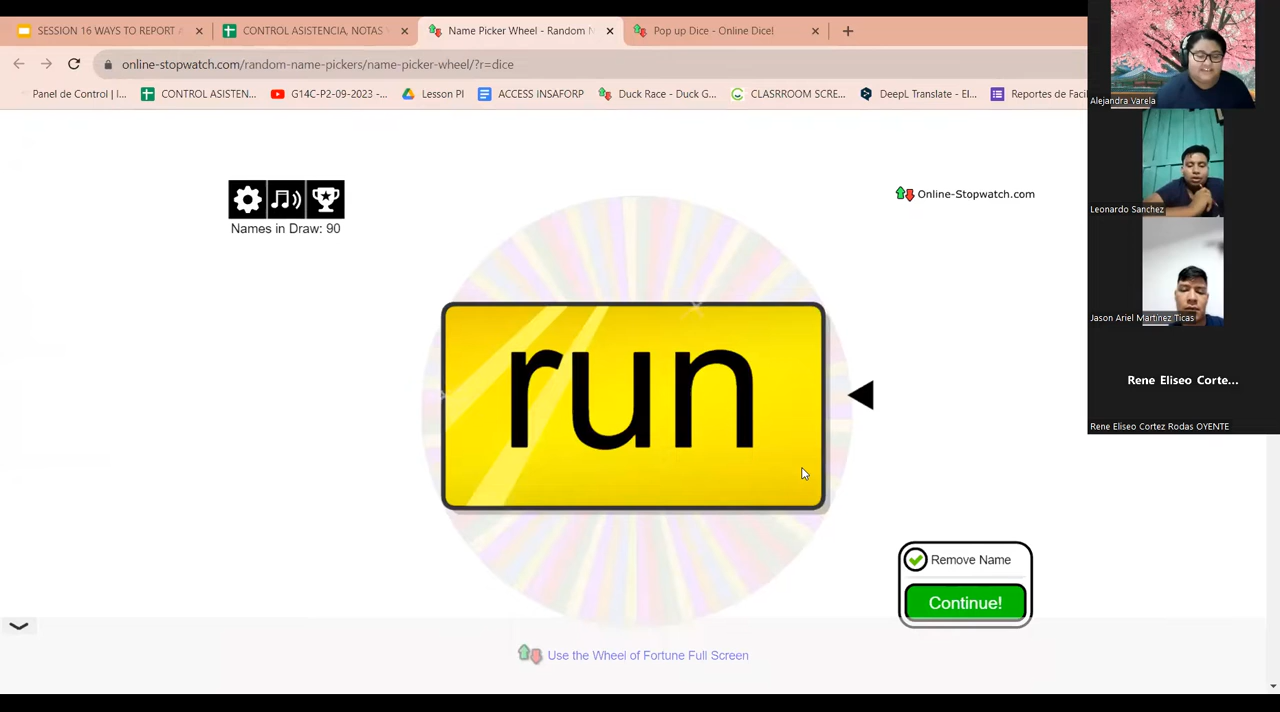 SESSION 16 WAYS TO REPORT A
CONTROL ASISTENCIA, NOTAS
Name Picker Wheel - Random N
Pop up Dice - Online Dice!
online-stopwatch.com/random-name-pickers/name-picker-wheel/?r=dice
Panel de Control | I...
CONTROL ASISTEN...
G14C-P2-09-2023 -...
Lesson Pl
ACCESS INSAFORP
Duck Race - Duck G...
CLASRROOM SCRE...
DeepL Translate - El...
Reportes de Facil
Alejandra Varela
Leonardo Sanchez
Jason Ariel Martinez Ticas
Rene Eliseo Corte...
Rene Eliseo Cortez Rodas OYENTE
Online-Stopwatch.com
Names in Draw: 90
run
Remove Name
Continue!
Use the Wheel of Fortune Full Screen